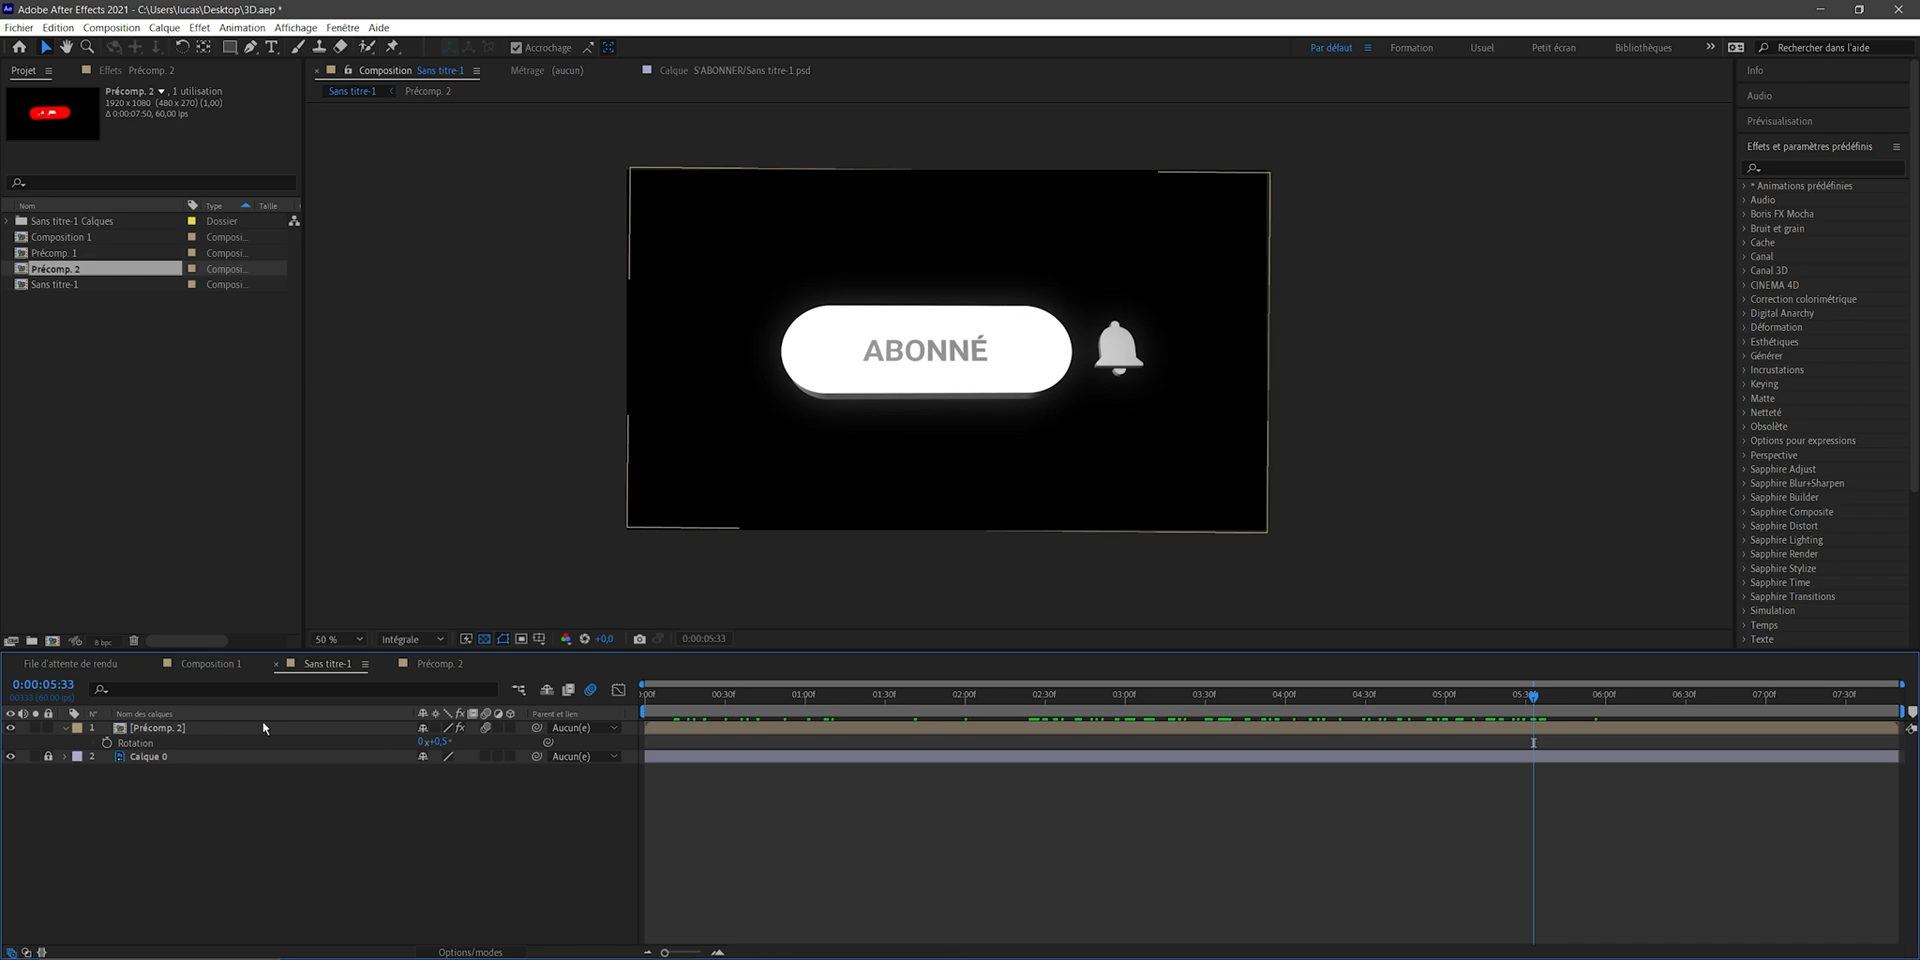 Adobe After Effects 2021 - C:\Users\lucas\Desktop\3D.aep *
Fichier Edition Composition Calque Effet Animation Affichage Fenêtre Aide
Accrochage Par défaut Formation Usuel Petit écran Bibliothèques Rechercher dans l'aide
Projet Effets Précomp. 2
Composition Sans titre-1 Métrage (aucun) Calque S'ABONNER/Sans titre-1.psd
Sans titre-1 Précomp. 2
Précomp. 2 , 1 utilisation
1920 x 1080 (480 x 270) (1,00)
Δ 0:00:07:50, 60,00 ips
Nom Type Taille
Sans titre-1 Calques Dossier
Composition 1 Composi...
Précomp. 1 Composi...
Précomp. 2 Composi...
Sans titre-1 Composi...
8 bpc
ABONNÉ
50 % Intégrale +0,0 0:00:05:33
Info
Audio
Prévisualisation
Effets et paramètres prédéfinis
* Animations prédéfinies
Audio
Boris FX Mocha
Bruit et grain
Cache
Canal
Canal 3D
CINEMA 4D
Correction colorimétrique
Digital Anarchy
Déformation
Esthétiques
Générer
Incrustations
Keying
Matte
Netteté
Obsolète
Options pour expressions
Perspective
Sapphire Adjust
Sapphire Blur+Sharpen
Sapphire Builder
Sapphire Composite
Sapphire Distort
Sapphire Lighting
Sapphire Render
Sapphire Stylize
Sapphire Time
Sapphire Transitions
Simulation
Temps
Texte
File d'attente de rendu Composition 1 Sans titre-1 Précomp. 2
0:00:05:33
00333 (60.00 ips)
:00f 00:30f 01:00f 01:30f 02:00f 02:30f 03:00f 03:30f 04:00f 04:30f 05:00f 05:30f 06:00f 06:30f 07:00f 07:30f
N° Nom des calques Parent et lien
1 [Précomp. 2] Aucun(e)
Rotation 0x+0,5°
2 Calque 0 Aucun(e)
Options/modes